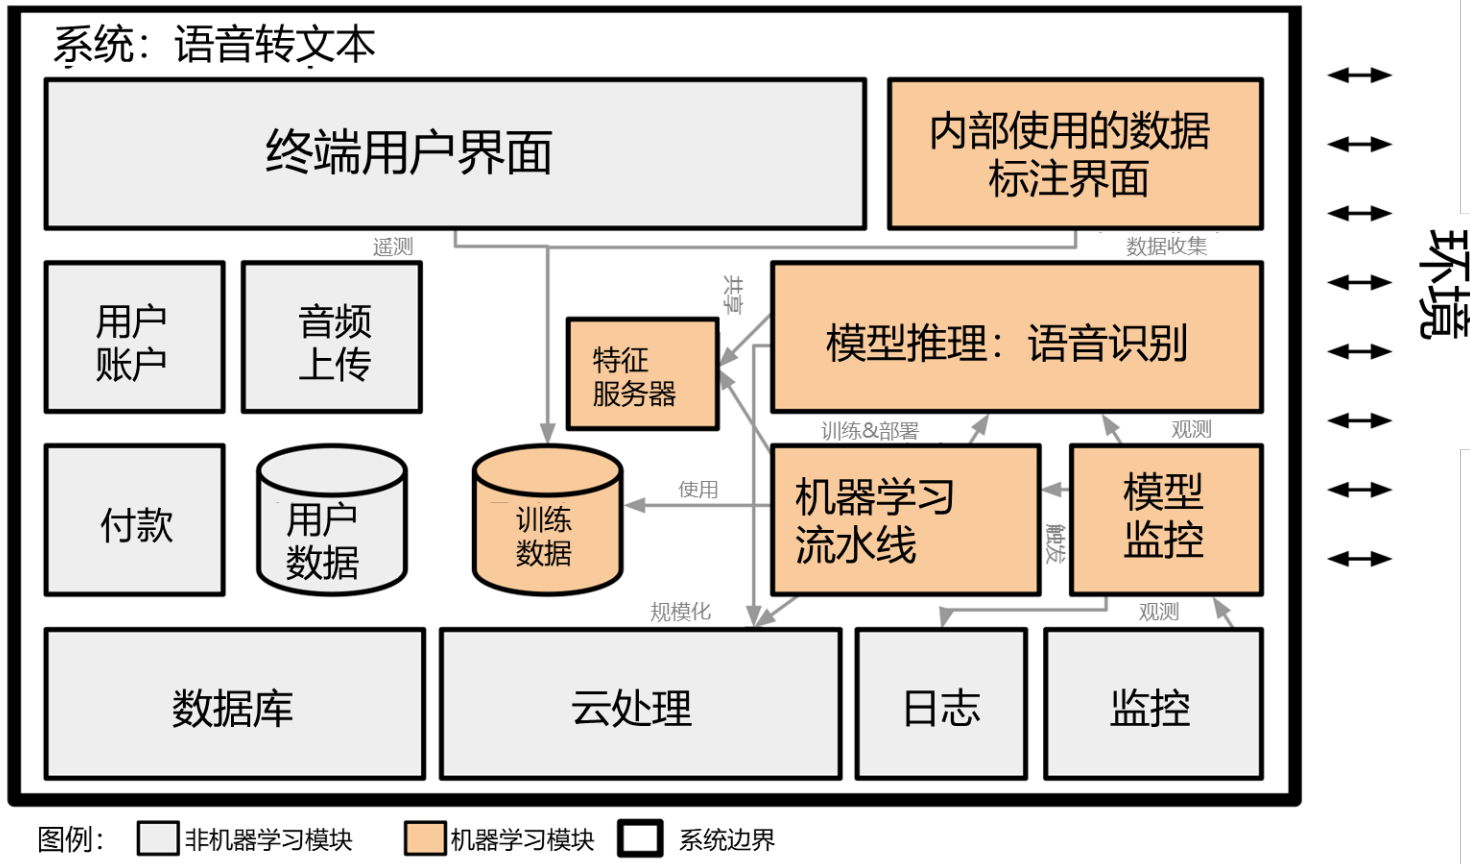 系统：语音转文本
终端用户界面
内部使用的数据
标注界面
遥测
数据收集
用户
账户
音频
上传
特征
服务器
共享
模型推理：语音识别
环境
训练&部署
观测
付款
用户
数据
训练
数据
使用
机器学习
流水线
触发
模型
监控
规模化
观测
数据库
云处理
日志
监控
图例：
非机器学习模块
机器学习模块
系统边界